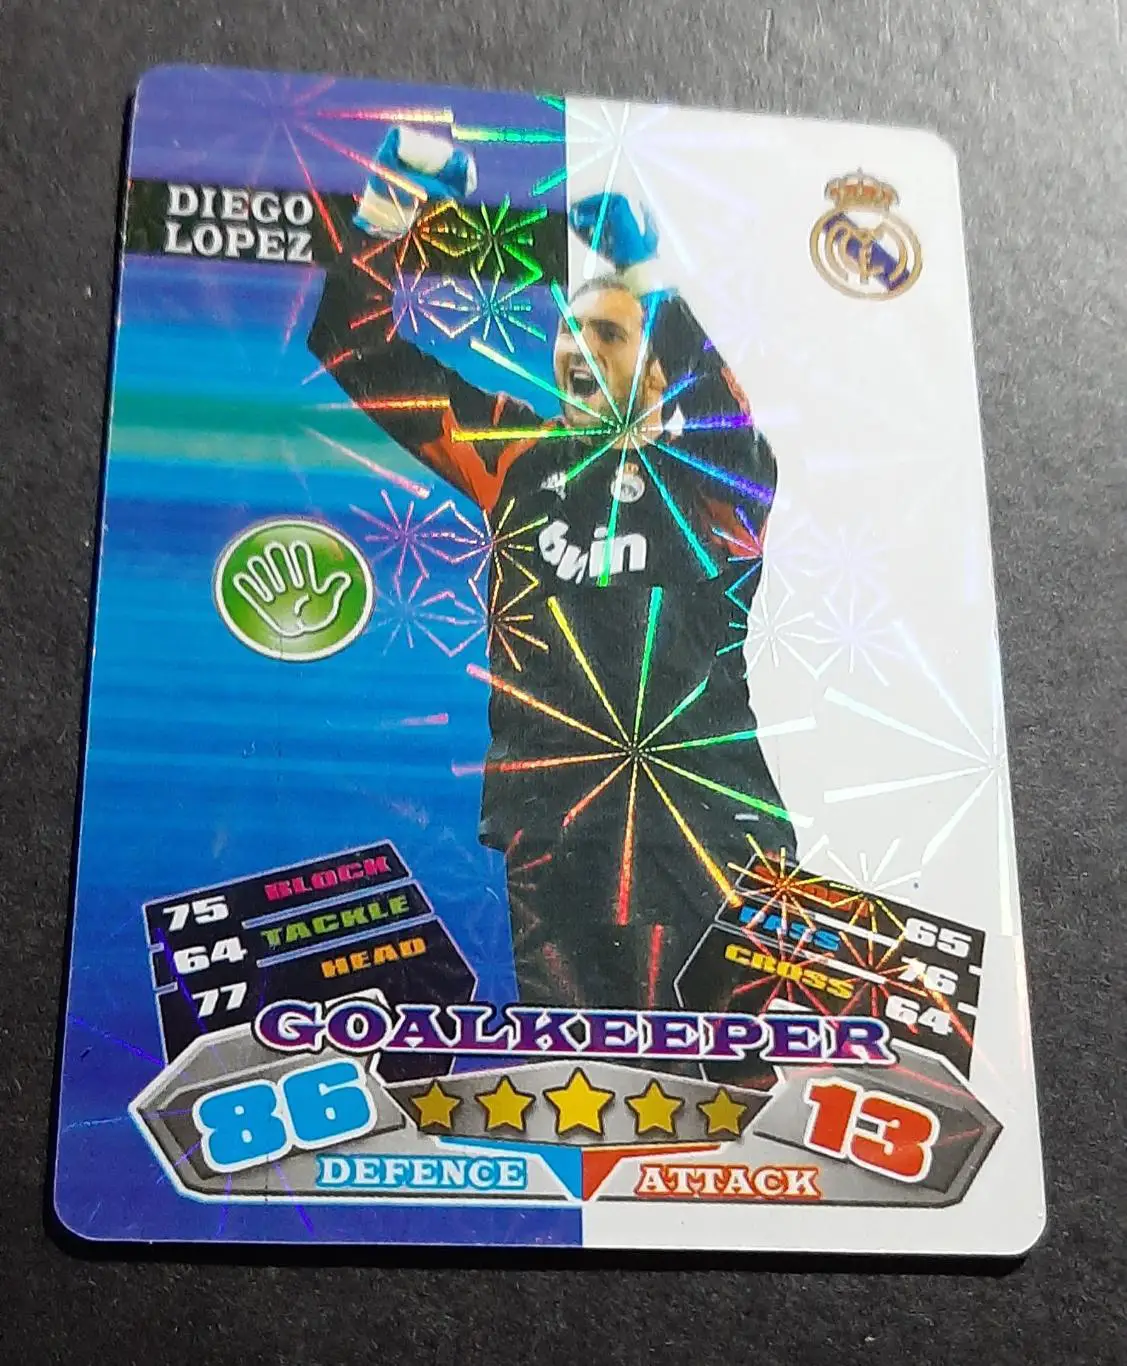 DIEGO
LOPEZ
bwin
75 BLOCK
64 TACKLE
77 HEAD
SHOOT 65
PASS 76
CROSS 64
GOALKEEPER
86
13
DEFENCE
ATTACK